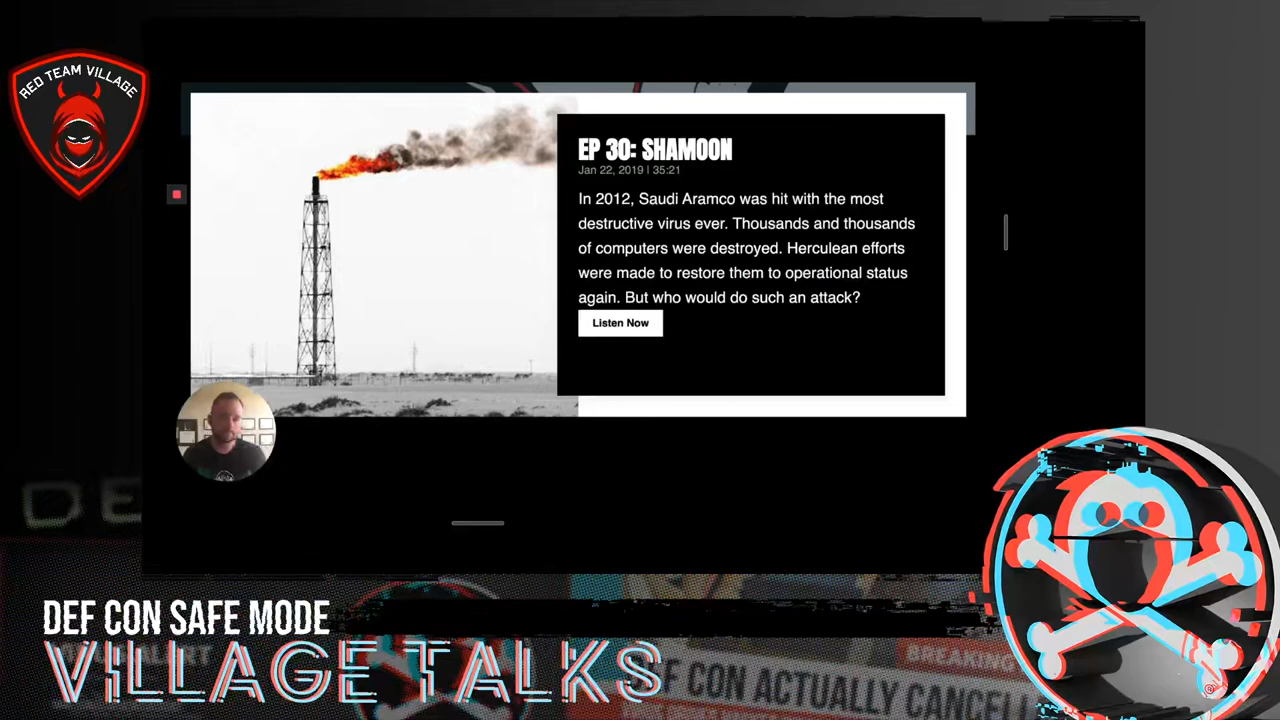 RED TEAM VILLAGE
EP 30: SHAMOON
Jan 22, 2019 | 35:21
In 2012, Saudi Aramco was hit with the most
destructive virus ever. Thousands and thousands
of computers were destroyed. Herculean efforts
were made to restore them to operational status
again. But who would do such an attack?
Listen Now
DE
DEF CON SAFE MODE
VILLAGE TALKS
BREAKIN
DEF CON ACTUALLY CANCELL